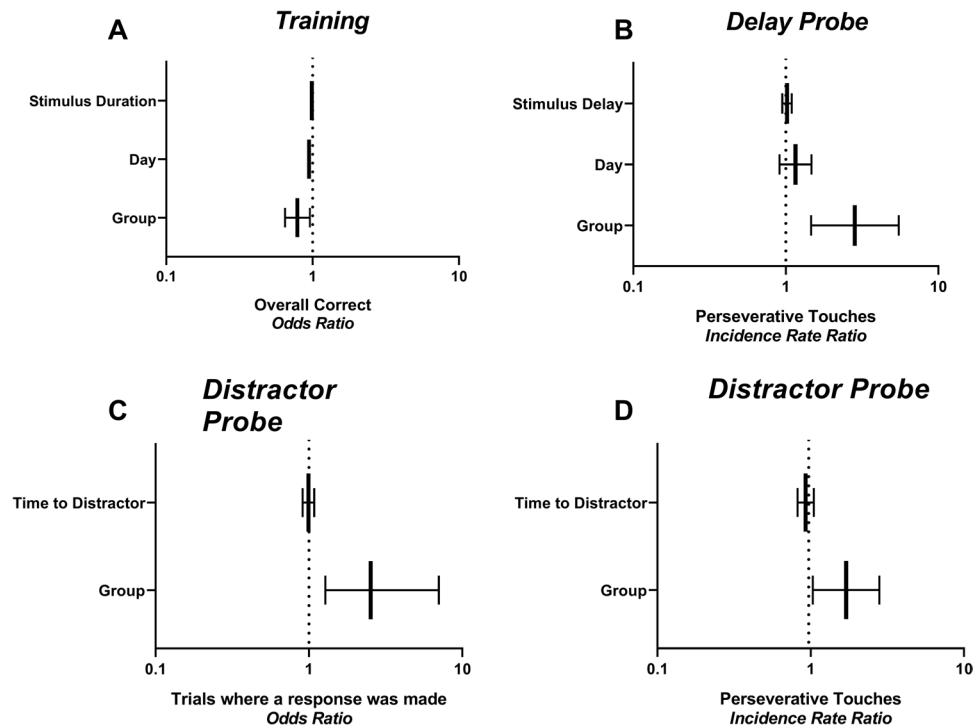 A
Training
Stimulus Duration
Day
Group
0.1
1
10
Overall Correct
Odds Ratio
B
Delay Probe
Stimulus Delay
Day
Group
0.1
1
10
Perseverative Touches
Incidence Rate Ratio
C
Distractor
Probe
Time to Distractor
Group
0.1
1
10
Trials where a response was made
Odds Ratio
D
Distractor Probe
Time to Distractor
Group
0.1
1
10
Perseverative Touches
Incidence Rate Ratio